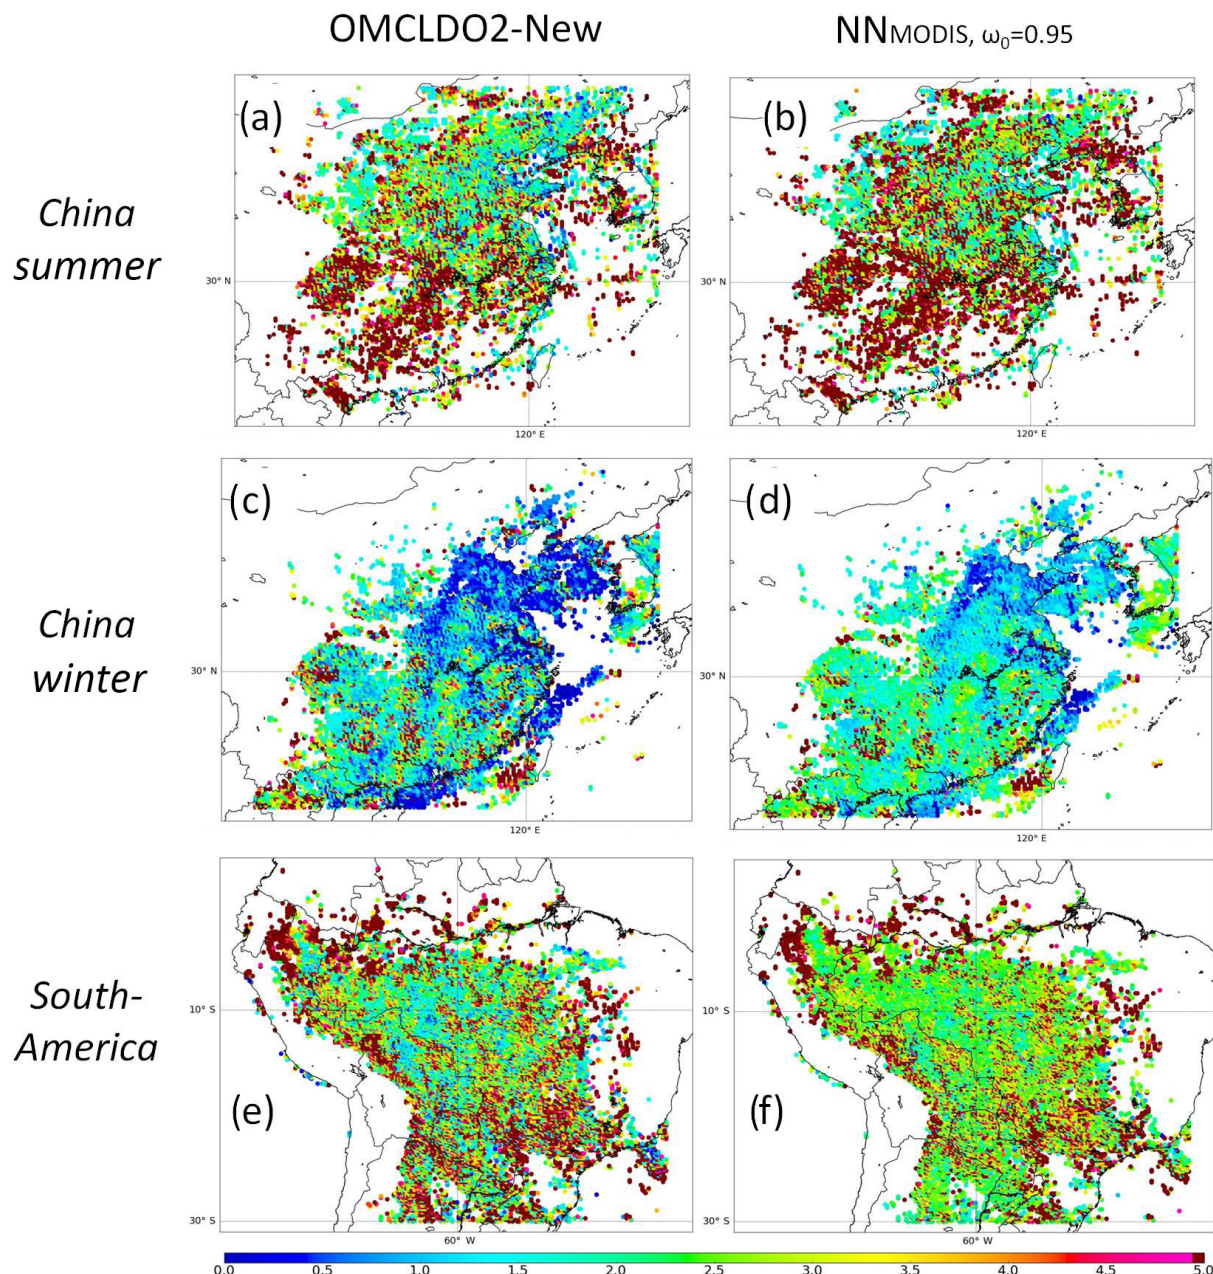 OMCLDO2-New
NNMODIS, ω₀=0.95
China summer
(a)
30° N
120° E
(b)
30° N
120° E
China winter
(c)
30° N
120° E
(d)
30° N
120° E
South-America
(e)
10° S
30° S
60° W
(f)
10° S
30° S
60° W
0.0 0.5 1.0 1.5 2.0 2.5 3.0 3.5 4.0 4.5 5.0